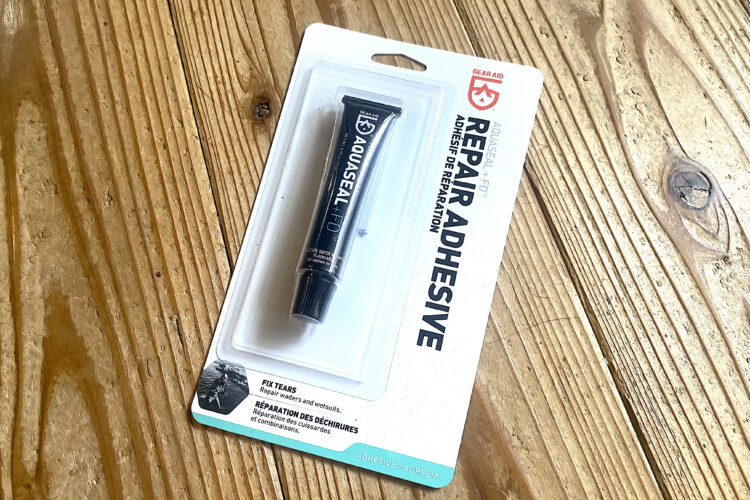 GEAR AID
AQUASEAL + FD™
REPAIR ADHESIVE
ADHÉSIF DE RÉPARATION
GEAR AID
AQUASEAL
+FD
FIX TEARS
Repair waders and wetsuits.
RÉPARATION DES DÉCHIRURES
Réparation des cuissardes
et combinaisons.
ADHESIVE / ADHÉSIF